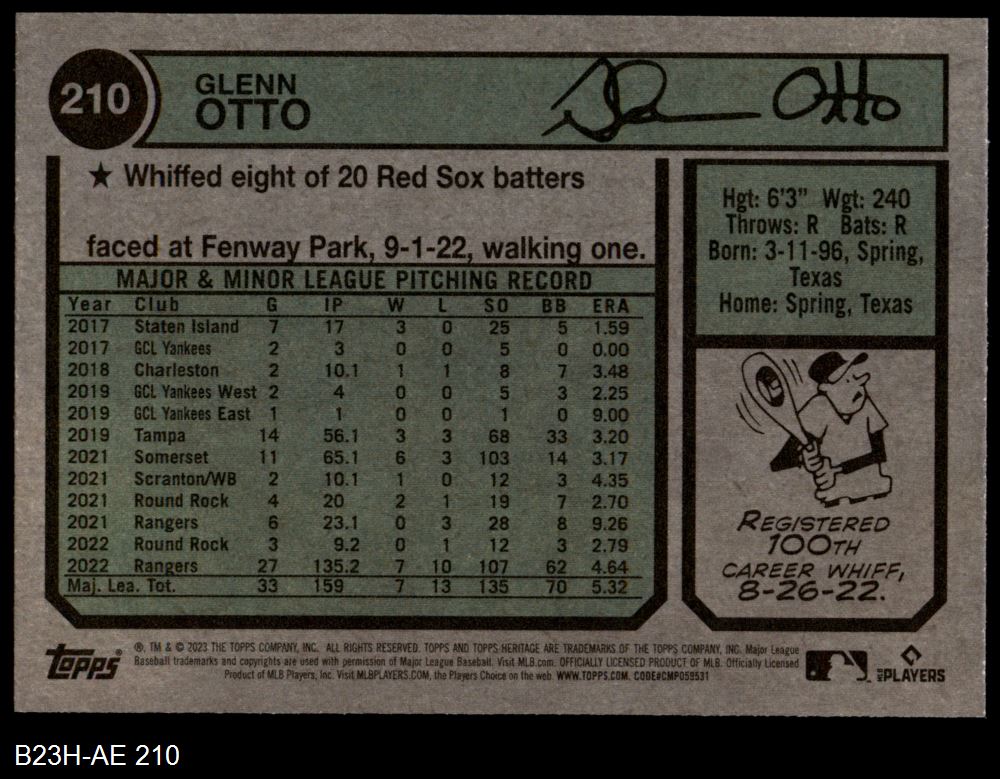 210
GLENN
OTTO
Glenn Otto
★ Whiffed eight of 20 Red Sox batters
faced at Fenway Park, 9-1-22, walking one.
MAJOR & MINOR LEAGUE PITCHING RECORD
Year Club G IP W L SO BB ERA
2017 Staten Island 7 17 3 0 25 5 1.59
2017 GCL Yankees 2 3 0 0 5 0 0.00
2018 Charleston 2 10.1 1 1 8 7 3.48
2019 GCL Yankees West 2 4 0 0 5 3 2.25
2019 GCL Yankees East 1 1 0 0 1 0 9.00
2019 Tampa 14 56.1 3 3 68 33 3.20
2021 Somerset 11 65.1 6 3 103 14 3.17
2021 Scranton/WB 2 10.1 1 0 12 3 4.35
2021 Round Rock 4 20 2 1 19 7 2.70
2021 Rangers 6 23.1 0 3 28 8 9.26
2022 Round Rock 3 9.2 0 1 12 3 2.79
2022 Rangers 27 135.2 7 10 107 62 4.64
Maj. Lea. Tot. 33 159 7 13 135 70 5.32
Hgt: 6'3" Wgt: 240
Throws: R Bats: R
Born: 3-11-96, Spring,
Texas
Home: Spring, Texas
REGISTERED
100TH
CAREER WHIFF,
8-26-22.
topps
®, TM & © 2023 THE TOPPS COMPANY, INC. ALL RIGHTS RESERVED. TOPPS AND TOPPS HERITAGE ARE TRADEMARKS OF THE TOPPS COMPANY, INC. Major League
Baseball trademarks and copyrights are used with permission of Major League Baseball. Visit MLB.com. OFFICIALLY LICENSED PRODUCT OF MLB. Officially Licensed
Product of MLB Players, Inc. Visit MLBPLAYERS.COM, the Players Choice on the web. WWW.TOPPS.COM. CODE#CMP059531
MLB PLAYERS
B23H-AE 210